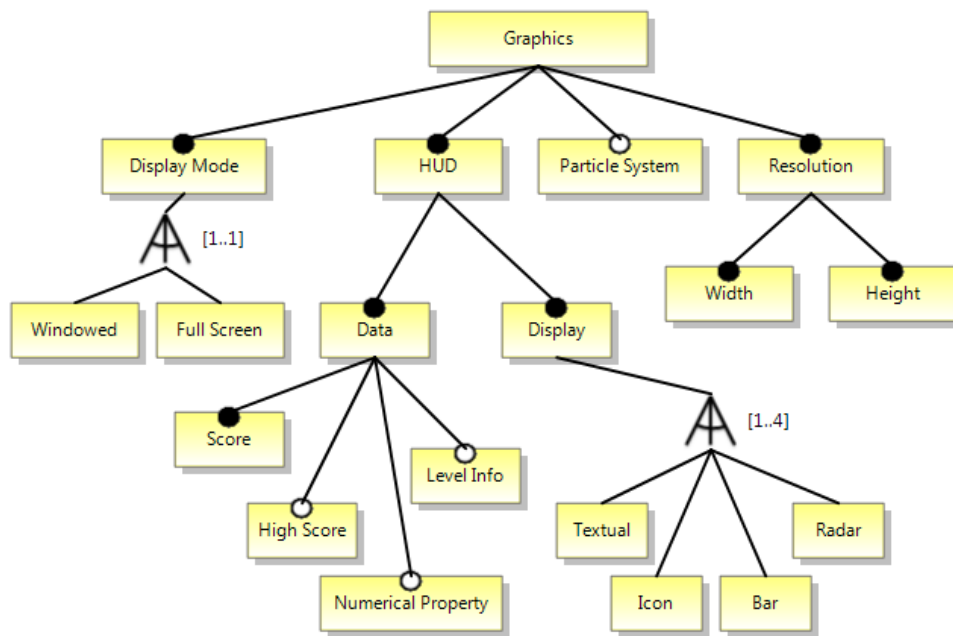 Graphics
Display Mode
HUD
Particle System
Resolution
[1..1]
Width
Height
Windowed
Full Screen
Data
Display
Score
[1..4]
Level Info
High Score
Textual
Radar
Numerical Property
Icon
Bar